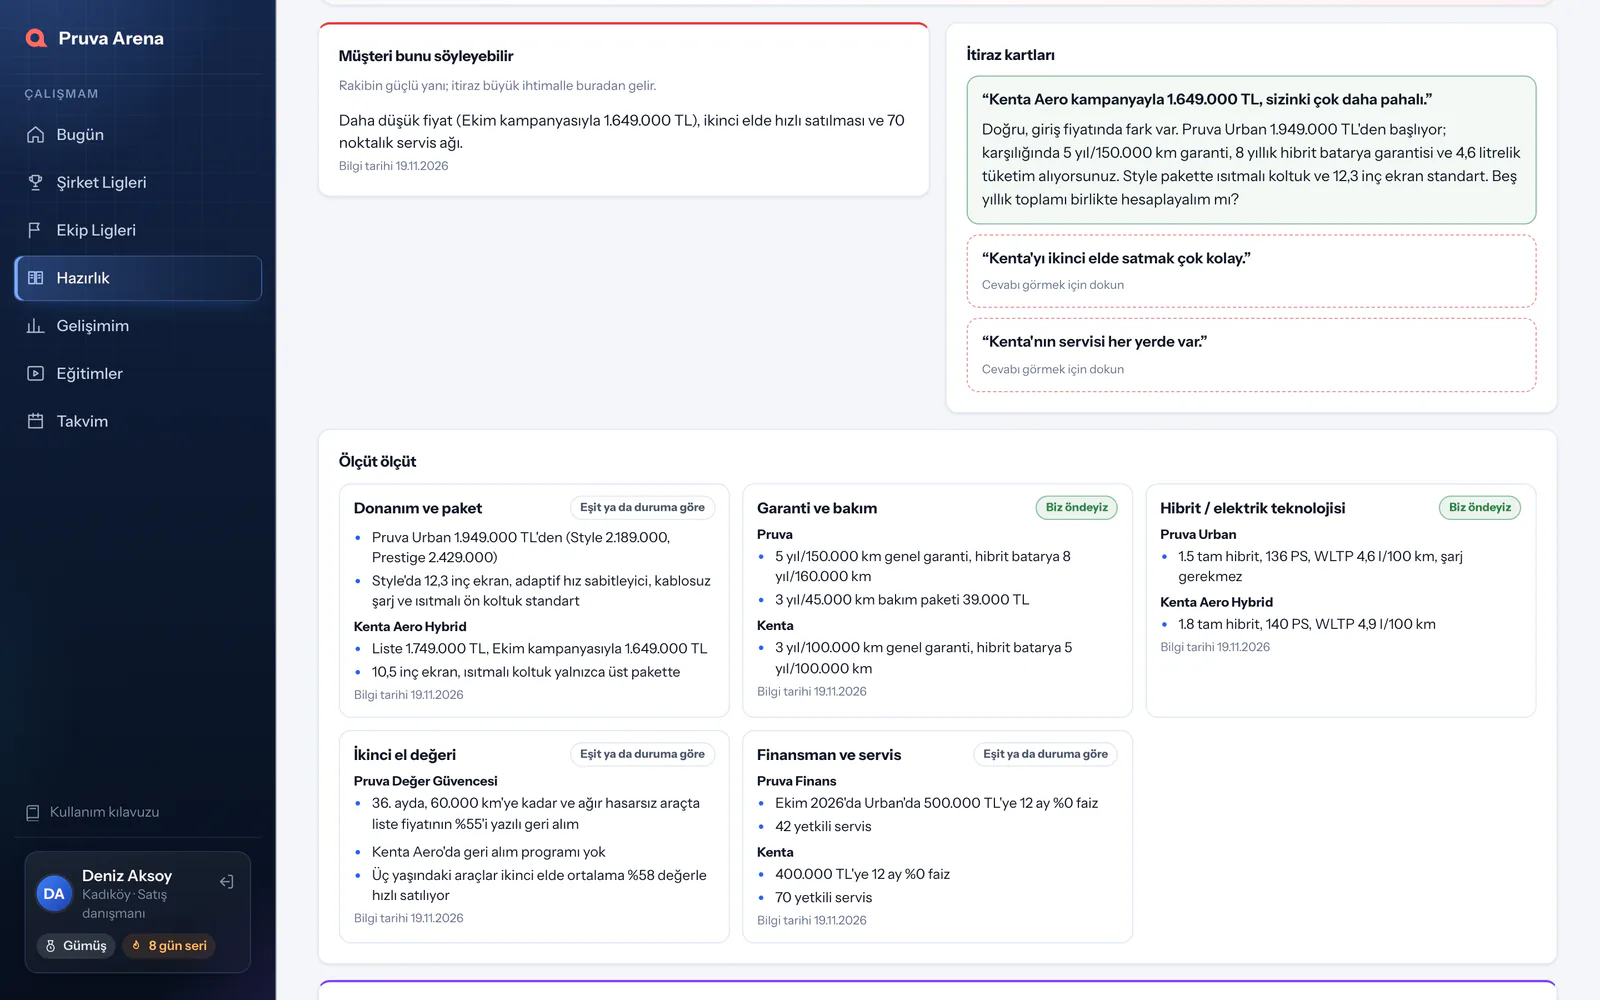 Pruva Arena
ÇALIŞMAM
Bugün
Şirket Ligleri
Ekip Ligleri
Hazırlık
Gelişimim
Eğitimler
Takvim
Kullanım kılavuzu
DA
Deniz Aksoy
Kadıköy · Satış
danışmanı
Gümüş
8 gün seri
Müşteri bunu söyleyebilir
Rakibin güçlü yanı; itiraz büyük ihtimalle buradan gelir.
Daha düşük fiyat (Ekim kampanyasıyla 1.649.000 TL), ikinci elde hızlı satılması ve 70
noktalık servis ağı.
Bilgi tarihi 19.11.2026
İtiraz kartları
“Kenta Aero kampanyayla 1.649.000 TL, sizinki çok daha pahalı.”
Doğru, giriş fiyatında fark var. Pruva Urban 1.949.000 TL'den başlıyor;
karşılığında 5 yıl/150.000 km garanti, 8 yıllık hibrit batarya garantisi ve 4,6 litrelik
tüketim alıyorsunuz. Style pakette ısıtmalı koltuk ve 12,3 inç ekran standart. Beş
yıllık toplamı birlikte hesaplayalım mı?
“Kenta'yı ikinci elde satmak çok kolay.”
Cevabı görmek için dokun
“Kenta'nın servisi her yerde var.”
Cevabı görmek için dokun
Ölçüt ölçüt
Donanım ve paket
Eşit ya da duruma göre
• Pruva Urban 1.949.000 TL'den (Style 2.189.000,
Prestige 2.429.000)
• Style'da 12,3 inç ekran, adaptif hız sabitleyici, kablosuz
şarj ve ısıtmalı ön koltuk standart
Kenta Aero Hybrid
• Liste 1.749.000 TL, Ekim kampanyasıyla 1.649.000 TL
• 10,5 inç ekran, ısıtmalı koltuk yalnızca üst pakette
Bilgi tarihi 19.11.2026
Garanti ve bakım
Biz öndeyiz
Pruva
• 5 yıl/150.000 km genel garanti, hibrit batarya 8
yıl/160.000 km
• 3 yıl/45.000 km bakım paketi 39.000 TL
Kenta
• 3 yıl/100.000 km genel garanti, hibrit batarya 5
yıl/100.000 km
Bilgi tarihi 19.11.2026
Hibrit / elektrik teknolojisi
Biz öndeyiz
Pruva Urban
• 1.5 tam hibrit, 136 PS, WLTP 4,6 l/100 km, şarj
gerekmez
Kenta Aero Hybrid
• 1.8 tam hibrit, 140 PS, WLTP 4,9 l/100 km
Bilgi tarihi 19.11.2026
İkinci el değeri
Eşit ya da duruma göre
Pruva Değer Güvencesi
• 36. ayda, 60.000 km'ye kadar ve ağır hasarsız araçta
liste fiyatının %55'i yazılı geri alım
• Kenta Aero'da geri alım programı yok
• Üç yaşındaki araçlar ikinci elde ortalama %58 değerle
hızlı satılıyor
Bilgi tarihi 19.11.2026
Finansman ve servis
Eşit ya da duruma göre
Pruva Finans
• Ekim 2026'da Urban'da 500.000 TL'ye 12 ay %0 faiz
• 42 yetkili servis
Kenta
• 400.000 TL'ye 12 ay %0 faiz
• 70 yetkili servis
Bilgi tarihi 19.11.2026